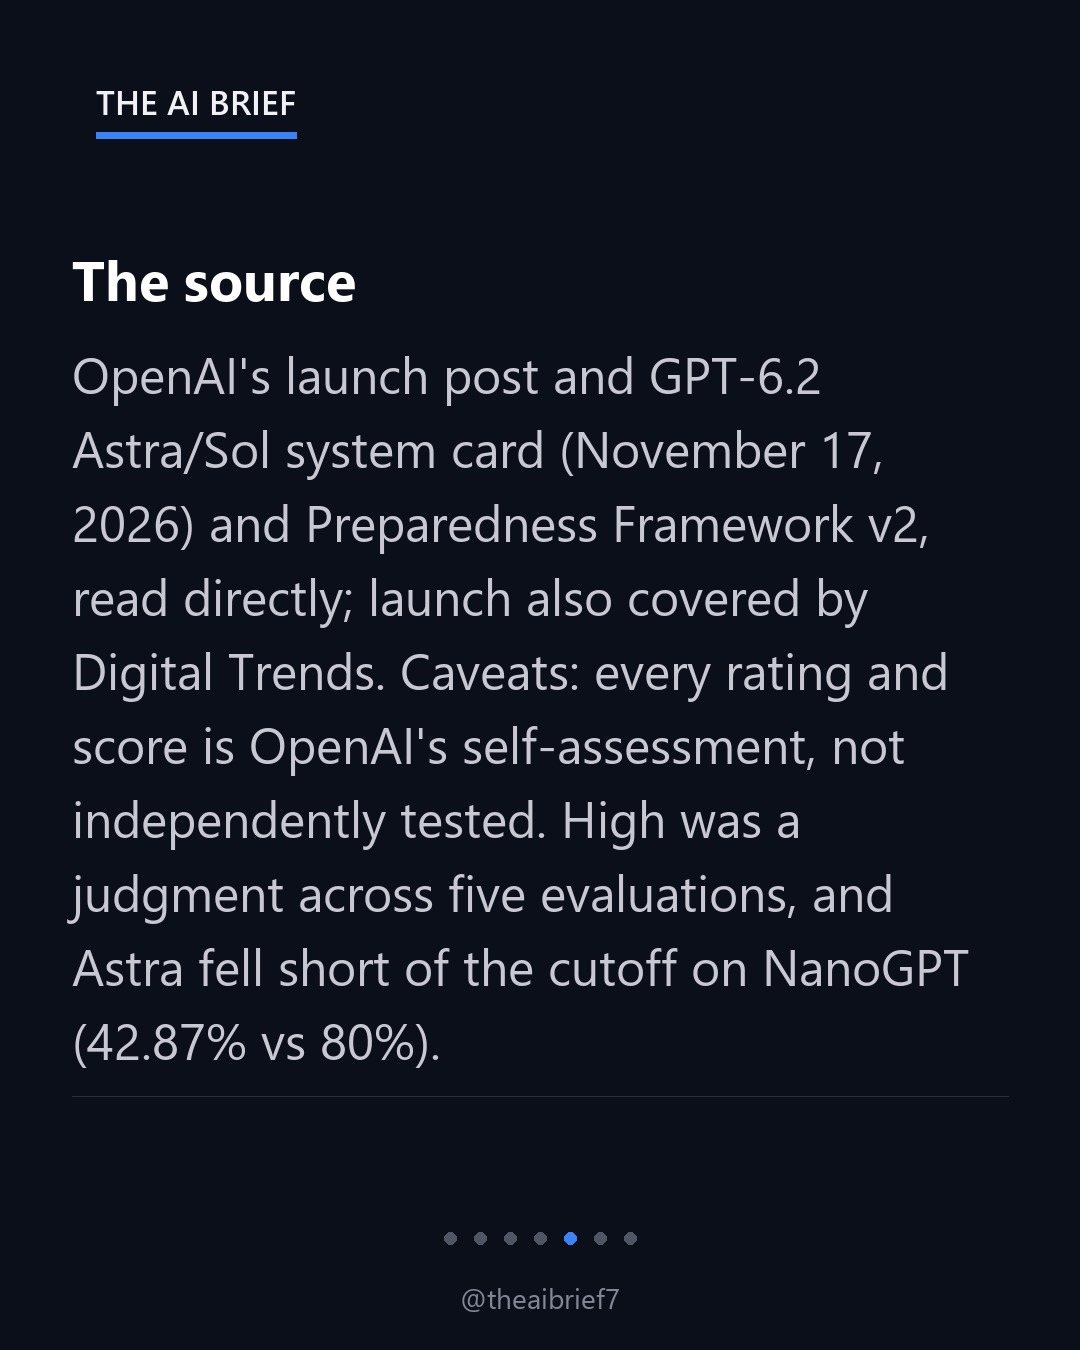 THE AI BRIEF
The source
OpenAI's launch post and GPT-6.2
Astra/Sol system card (November 17,
2026) and Preparedness Framework v2,
read directly; launch also covered by
Digital Trends. Caveats: every rating and
score is OpenAI's self-assessment, not
independently tested. High was a
judgment across five evaluations, and
Astra fell short of the cutoff on NanoGPT
(42.87% vs 80%).
@theaibrief7